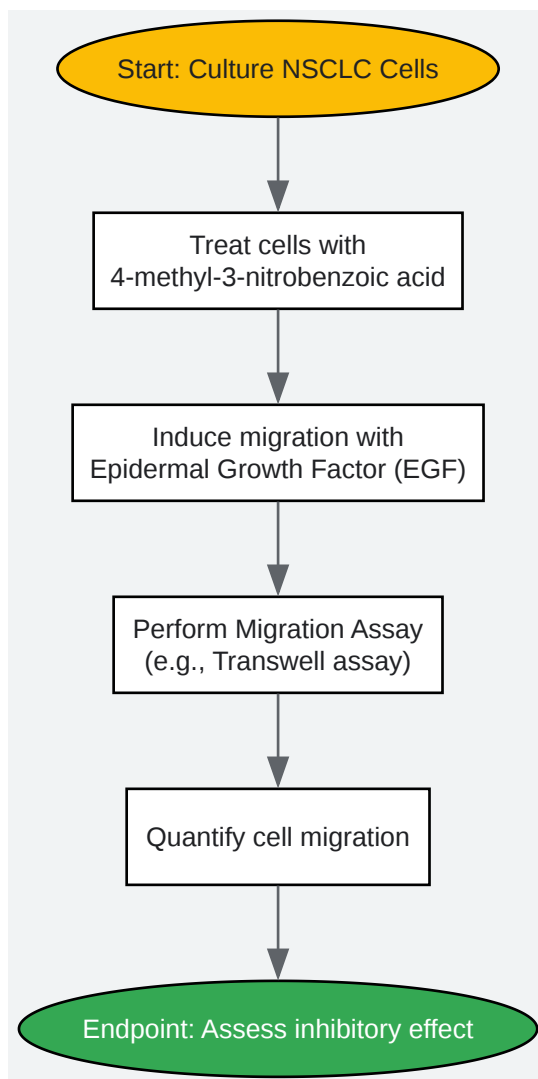 Start: Culture NSCLC Cells
Treat cells with
4-methyl-3-nitrobenzoic acid
Induce migration with
Epidermal Growth Factor (EGF)
Perform Migration Assay
(e.g., Transwell assay)
Quantify cell migration
Endpoint: Assess inhibitory effect